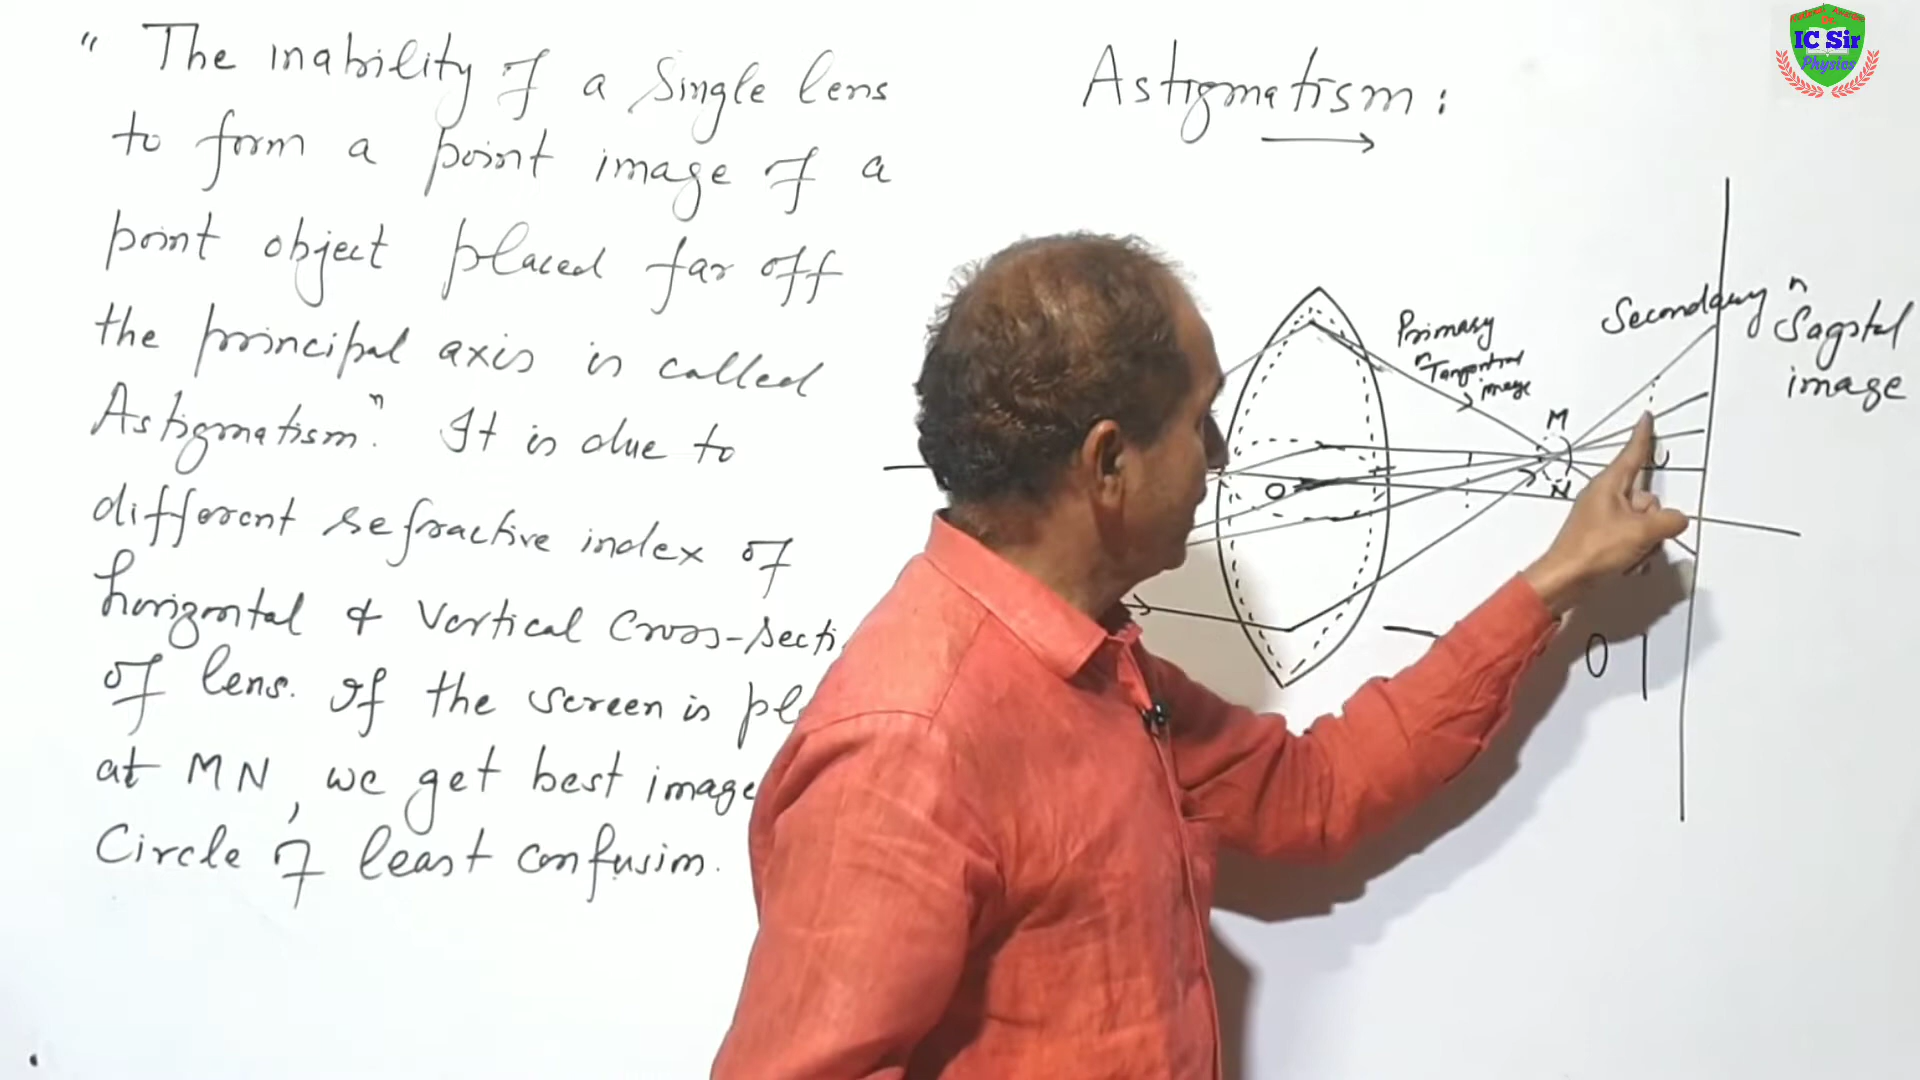 " The inability of a single lens
to form a point image of a
point object placed far off
the principal axis is called
Astigmatism". It is due to
different refractive index of
horizontal & vertical cross-secti
of lens. If the screen is pl
at MN, we get best image
Circle of least confusion.
Astigmatism:
Primary
"Tangential
image
Secondary "
Sagittal
image
M
N
O
IC Sir
Physics